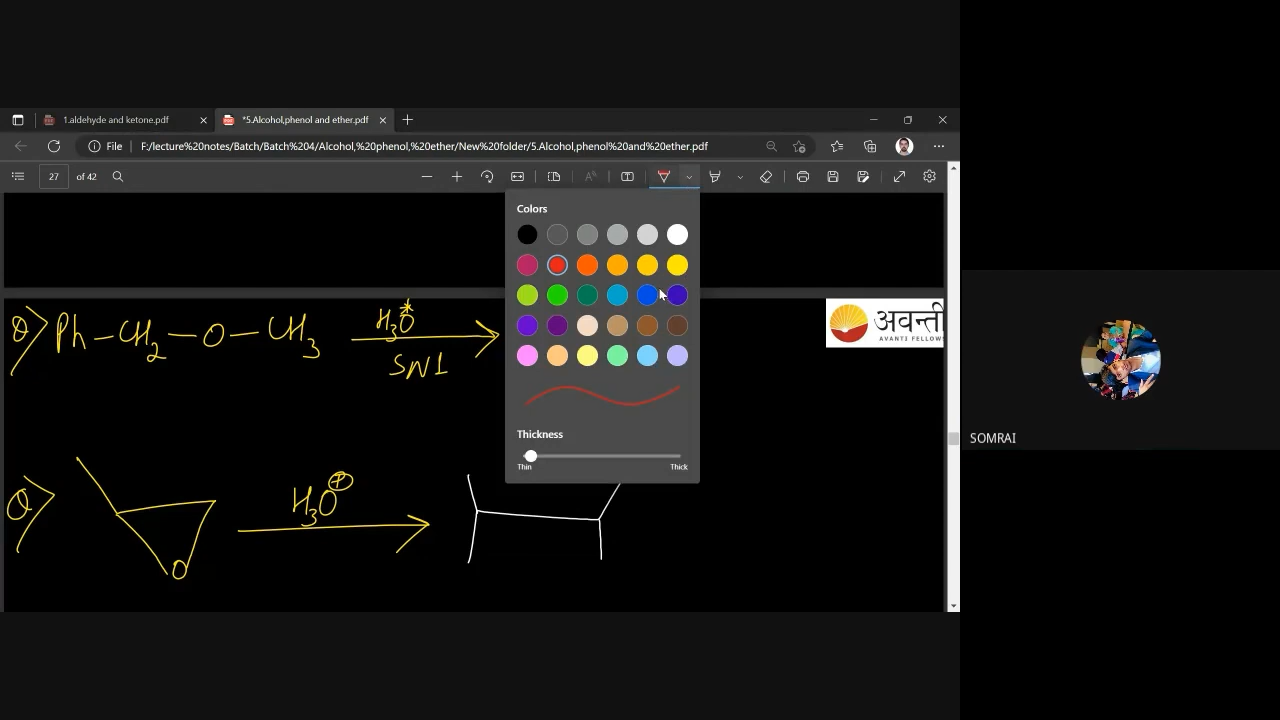 1.aldehyde and ketone.pdf
*5.Alcohol,phenol and ether.pdf
File
F:/lecture%20notes/Batch/Batch%204/Alcohol,%20phenol,%20ether/New%20folder/5.Alcohol,phenol%20and%20ether.pdf
27 of 42
Colors
Thickness
Thin Thick
Q> Ph-CH2-O-CH3 H3O+
SN1
अवन्ती
AVANTI FELLOW
Q> O H3O+
SOMRAI